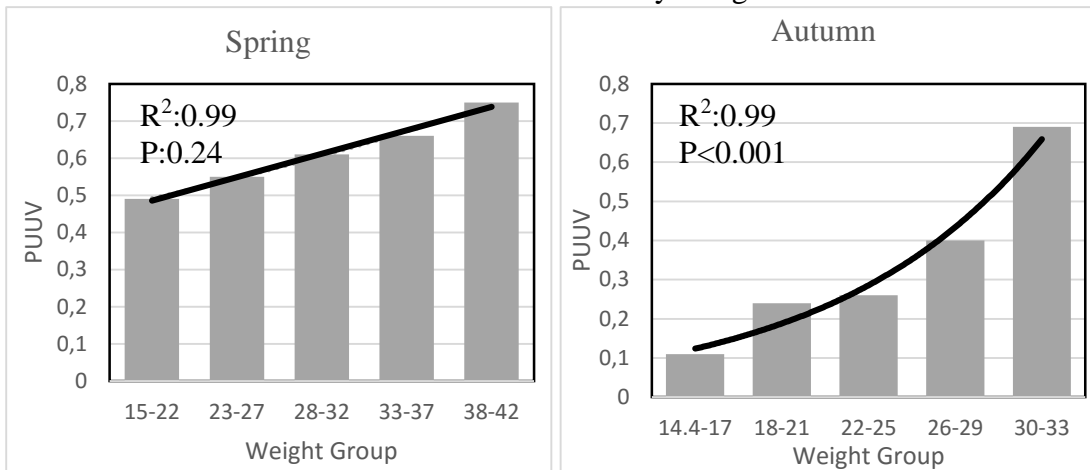 Spring
0,8
0,7
0,6
0,5
0,4
0,3
0,2
0,1
0
R²:0.99
P:0.24
PUUV
15-22 23-27 28-32 33-37 38-42
Weight Group
Autumn
0,8
0,7
0,6
0,5
0,4
0,3
0,2
0,1
0
R²:0.99
P<0.001
PUUV
14.4-17 18-21 22-25 26-29 30-33
Weight Group